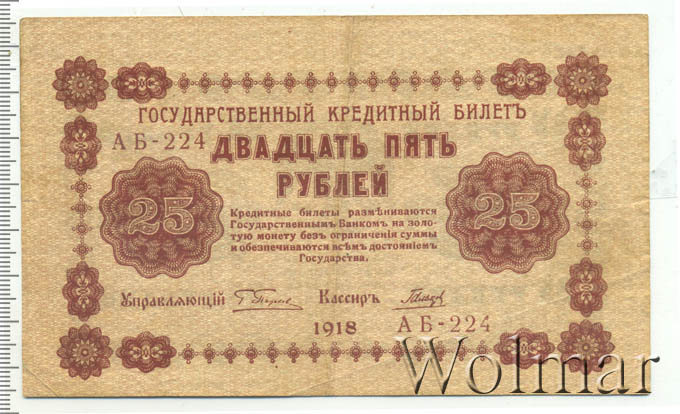 ГОСУДАРСТВЕННЫЙ КРЕДИТНЫЙ БИЛЕТЪ
АБ-224 ДВАДЦАТЬ ПЯТЬ
РУБЛЕЙ
25
25
Кредитные билеты размѣниваются
Государственнымъ Банкомъ на золо-
тую монету безъ ограниченія суммы
и обезпечиваются всѣмъ достояніемъ
Государства.
Управляющій
Кассиръ
1918 АБ-224
Wolmar